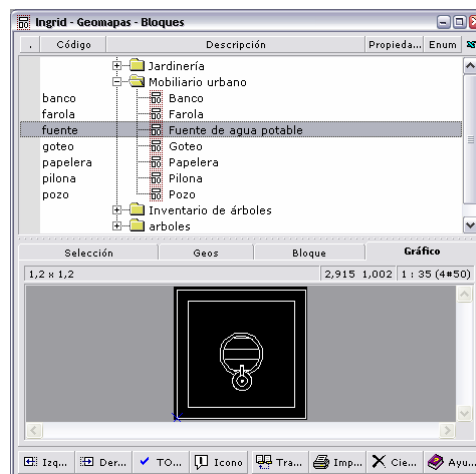 Ingrid - Geomapas - Bloques
. Código Descripción Propieda... Enum
Jardinería
Mobiliario urbano
banco Banco
farola Farola
fuente Fuente de agua potable
goteo Goteo
papelera Papelera
pilona Pilona
pozo Pozo
Inventario de árboles
arboles
Selección Geos Bloque Gráfico
1,2 x 1,2 2,915 1,002 1 : 35 (4#50)
Izq... Der... TO... Icono Tra... Imp... Cie... Ayu...